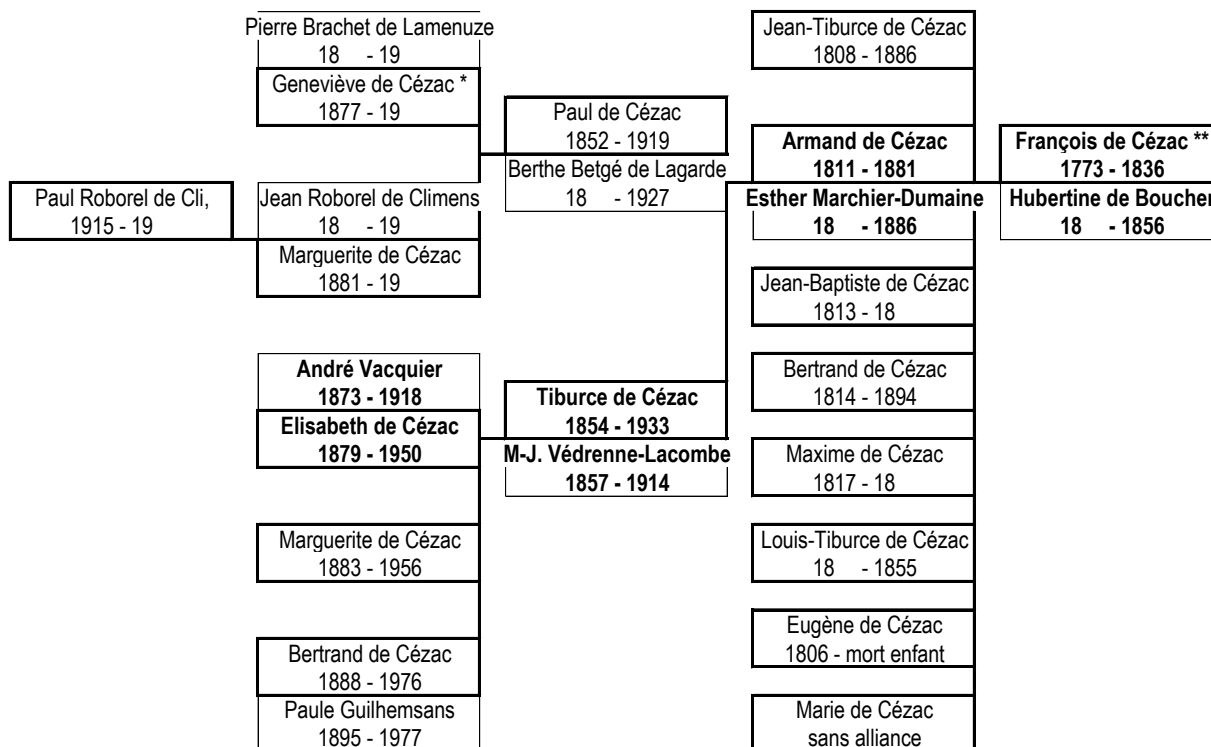 Pierre Brachet de Lamenuze
18 - 19
Geneviève de Cézac *
1877 - 19
Paul Roborel de Cli,
1915 - 19
Jean Roborel de Climens
18 - 19
Marguerite de Cézac
1881 - 19
André Vacquier
1873 - 1918
Elisabeth de Cézac
1879 - 1950
Marguerite de Cézac
1883 - 1956
Bertrand de Cézac
1888 - 1976
Paule Guilhemsans
1895 - 1977
Paul de Cézac
1852 - 1919
Berthe Betgé de Lagarde
18 - 1927
Tiburce de Cézac
1854 - 1933
M-J. Védrenne-Lacombe
1857 - 1914
Jean-Tiburce de Cézac
1808 - 1886
Armand de Cézac
1811 - 1881
Esther Marchier-Dumaine
18 - 1886
Jean-Baptiste de Cézac
1813 - 18
Bertrand de Cézac
1814 - 1894
Maxime de Cézac
1817 - 18
Louis-Tiburce de Cézac
18 - 1855
Eugène de Cézac
1806 - mort enfant
Marie de Cézac
sans alliance
François de Cézac **
1773 - 1836
Hubertine de Boucher
18 - 1856